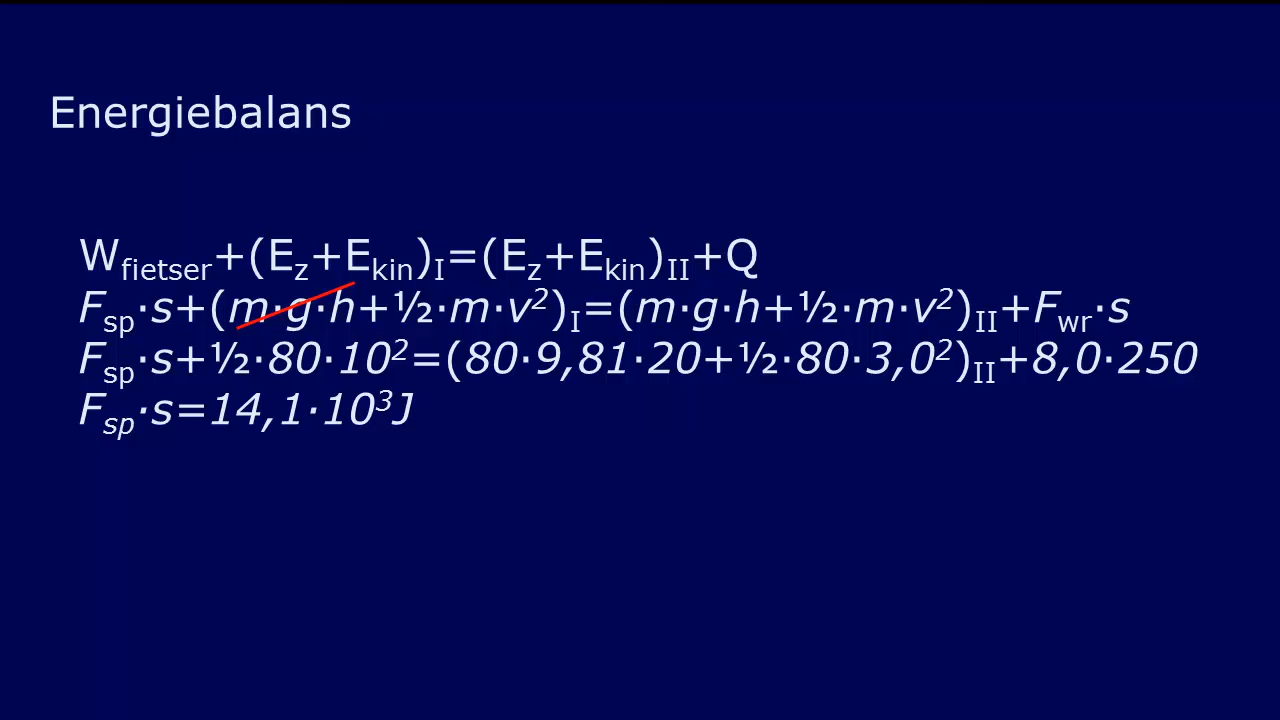 Energiebalans
W_fietser+(E_z+E_kin)_I=(E_z+E_kin)_II+Q
F_sp·s+(m·g·h+½·m·v²)_I=(m·g·h+½·m·v²)_II+F_wr·s
F_sp·s+½·80·10²=(80·9,81·20+½·80·3,0²)_II+8,0·250
F_sp·s=14,1·10³J